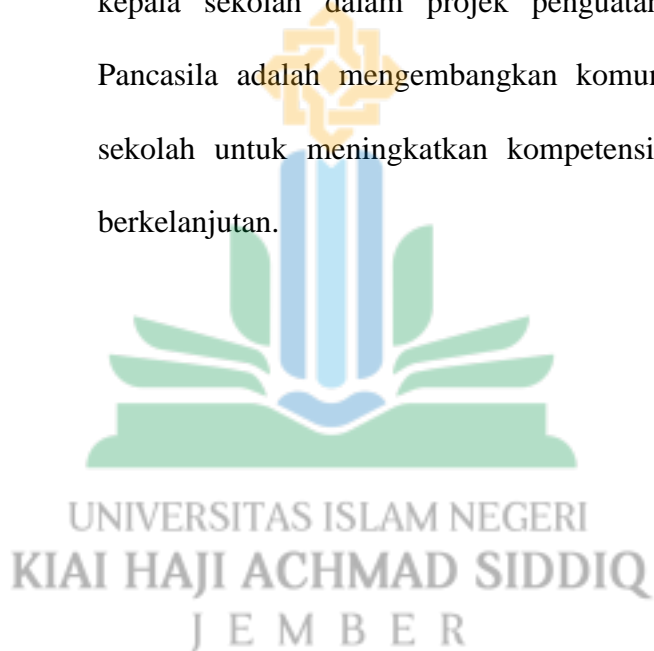 kepala sekolah dalam projek penguatan
Pancasila adalah mengembangkan
sekolah untuk meningkatkan kompetensi
berkelanjutan.
UNIVERSITAS ISLAM NEGERI
KIAI HAJI ACHMAD SIDDIQ
JEMBER